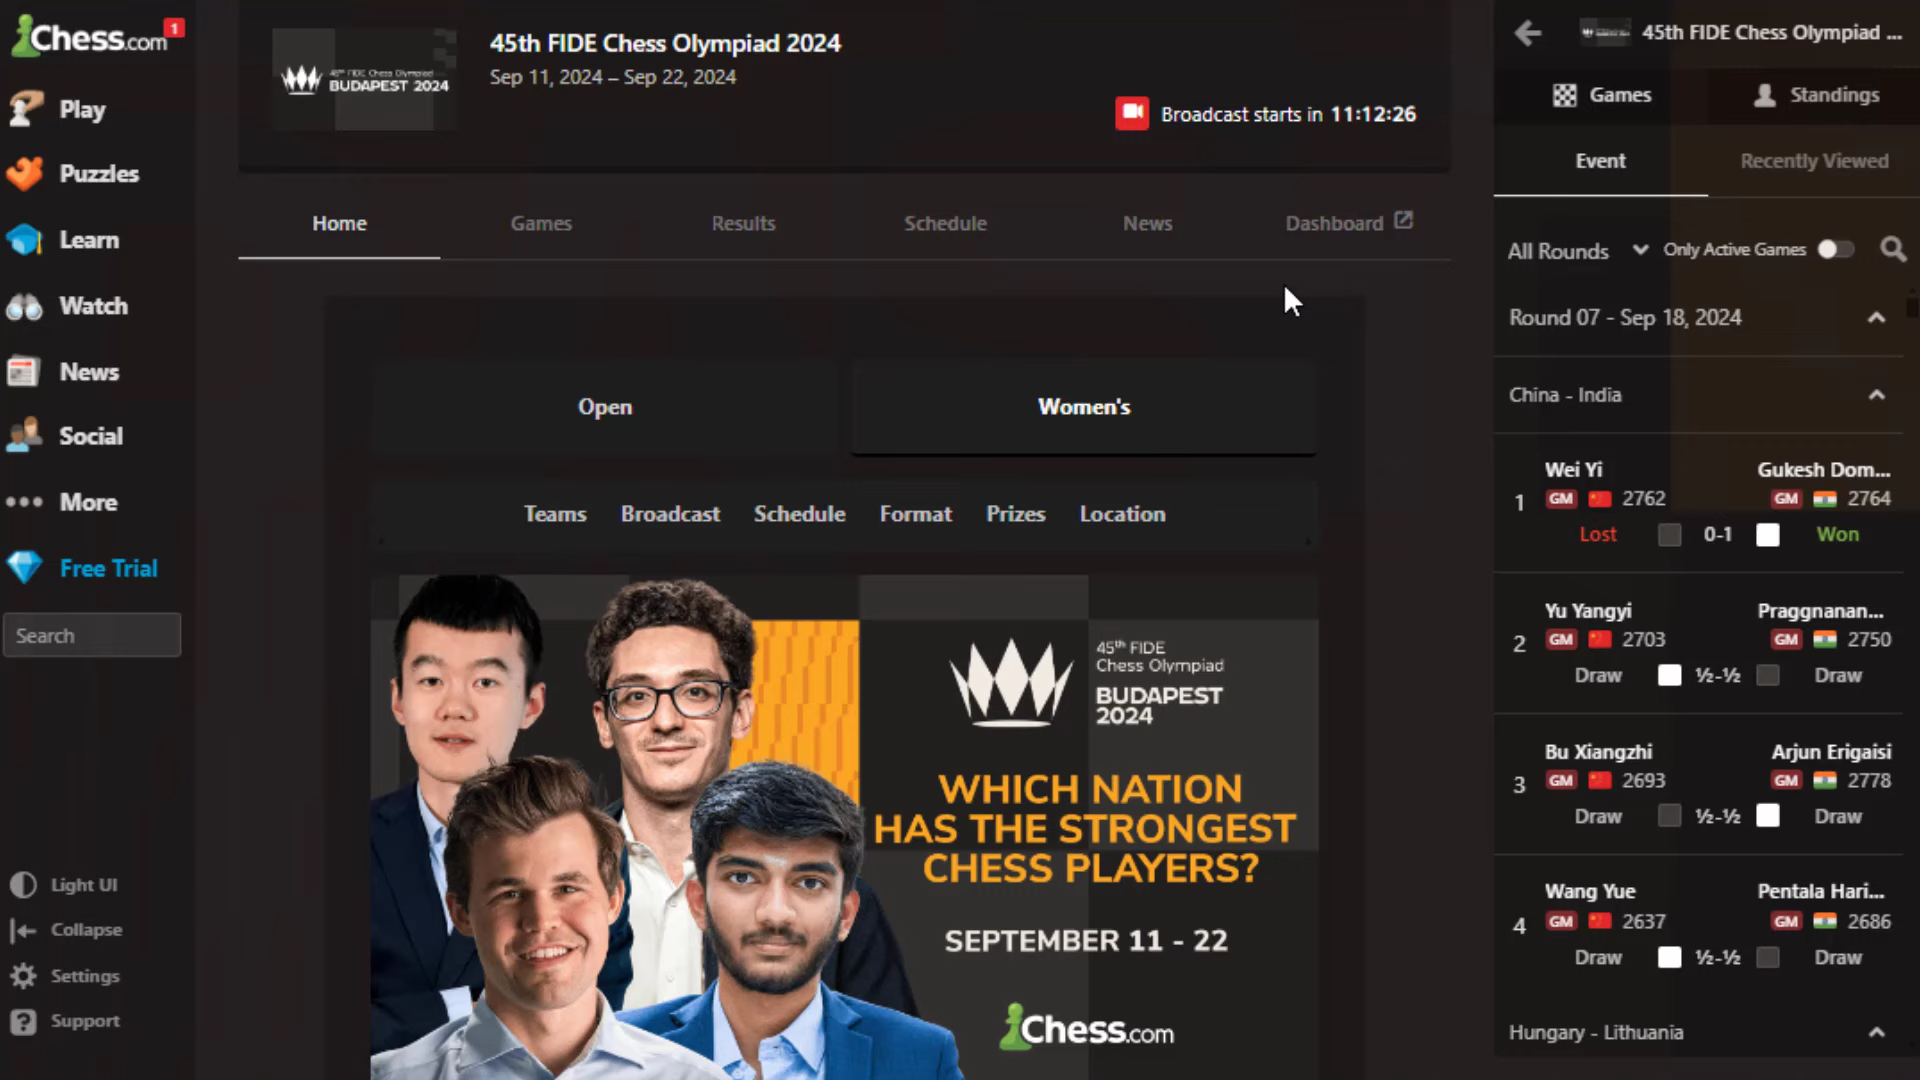 Chess.com 1
Play
Puzzles
Learn
Watch
News
Social
More
Free Trial
Search
Light UI
Collapse
Settings
Support
45th FIDE Chess Olympiad
BUDAPEST 2024
45th FIDE Chess Olympiad 2024
Sep 11, 2024 – Sep 22, 2024
Broadcast starts in 11:12:26
Home Games Results Schedule News Dashboard
Open Women's
Teams Broadcast Schedule Format Prizes Location
45th FIDE
Chess Olympiad
BUDAPEST
2024
WHICH NATION
HAS THE STRONGEST
CHESS PLAYERS?
SEPTEMBER 11 - 22
Chess.com
45th FIDE Chess Olympiad ...
Games Standings
Event Recently Viewed
All Rounds Only Active Games
Round 07 - Sep 18, 2024
China - India
Wei Yi Gukesh Dom...
1 GM 2762 GM 2764
Lost 0-1 Won
Yu Yangyi Praggnanan...
2 GM 2703 GM 2750
Draw ½-½ Draw
Bu Xiangzhi Arjun Erigaisi
3 GM 2693 GM 2778
Draw ½-½ Draw
Wang Yue Pentala Hari...
4 GM 2637 GM 2686
Draw ½-½ Draw
Hungary - Lithuania